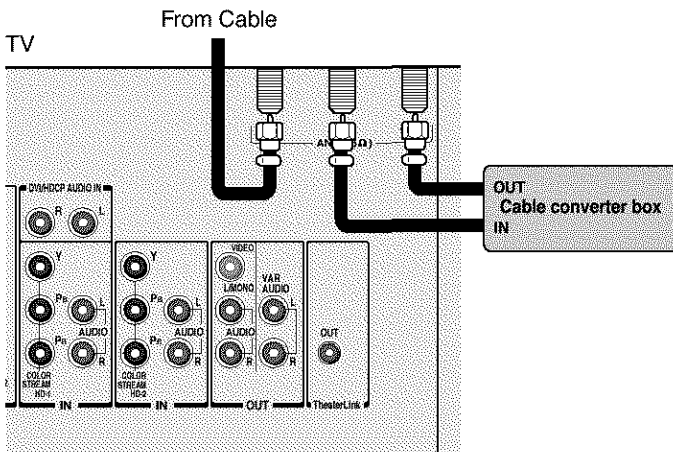 From Cable
TV
OUT
Cable converter box
IN
DVI/HDCP AUDIO IN
R L
Y
PB L
AUDIO
PR R
COLOR
STREAM
HD-1
IN
Y
PB L
AUDIO
PR R
COLOR
STREAM
HD-2
IN
VIDEO
L/MONO
AUDIO
R
VAR
AUDIO
L
R
OUT
OUT
TheaterLink